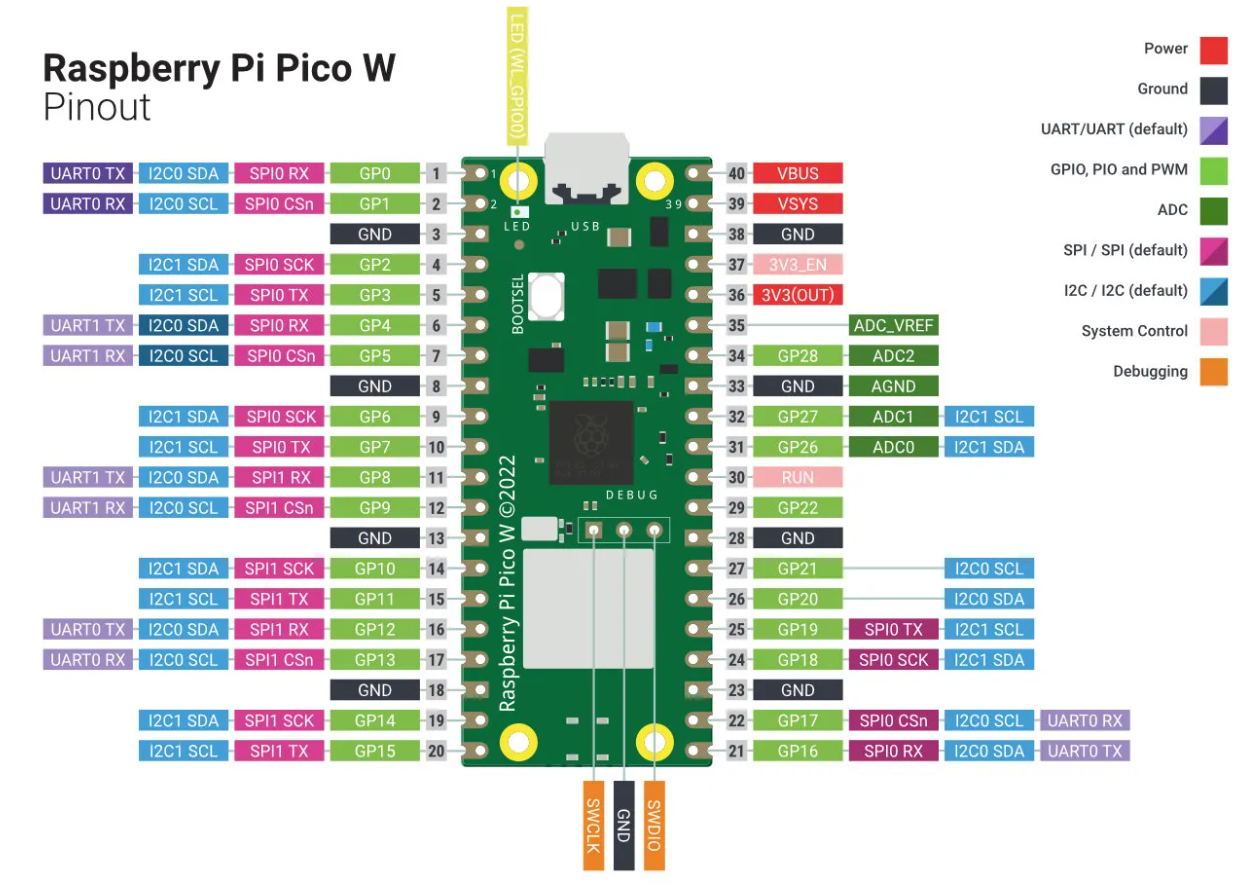 Raspberry Pi Pico W
Pinout
LED (WL_GPIO0)
Power
Ground
UART/UART (default)
GPIO, PIO and PWM
ADC
SPI / SPI (default)
I2C / I2C (default)
System Control
Debugging
UART0 TX I2C0 SDA SPI0 RX GP0 1
UART0 RX I2C0 SCL SPI0 CSn GP1 2
GND 3
I2C1 SDA SPI0 SCK GP2 4
I2C1 SCL SPI0 TX GP3 5
UART1 TX I2C0 SDA SPI0 RX GP4 6
UART1 RX I2C0 SCL SPI0 CSn GP5 7
GND 8
I2C1 SDA SPI0 SCK GP6 9
I2C1 SCL SPI0 TX GP7 10
UART1 TX I2C0 SDA SPI1 RX GP8 11
UART1 RX I2C0 SCL SPI1 CSn GP9 12
GND 13
I2C1 SDA SPI1 SCK GP10 14
I2C1 SCL SPI1 TX GP11 15
UART0 TX I2C0 SDA SPI1 RX GP12 16
UART0 RX I2C0 SCL SPI1 CSn GP13 17
GND 18
I2C1 SDA SPI1 SCK GP14 19
I2C1 SCL SPI1 TX GP15 20
1
2
39
LED
USB
BOOTSEL
DEBUG
Raspberry Pi Pico W ©2022
40 VBUS
39 VSYS
38 GND
37 3V3_EN
36 3V3(OUT)
35 ADC_VREF
34 GP28 ADC2
33 GND AGND
32 GP27 ADC1 I2C1 SCL
31 GP26 ADC0 I2C1 SDA
30 RUN
29 GP22
28 GND
27 GP21 I2C0 SCL
26 GP20 I2C0 SDA
25 GP19 SPI0 TX I2C1 SCL
24 GP18 SPI0 SCK I2C1 SDA
23 GND
22 GP17 SPI0 CSn I2C0 SCL UART0 RX
21 GP16 SPI0 RX I2C0 SDA UART0 TX
SWCLK
GND
SWDIO